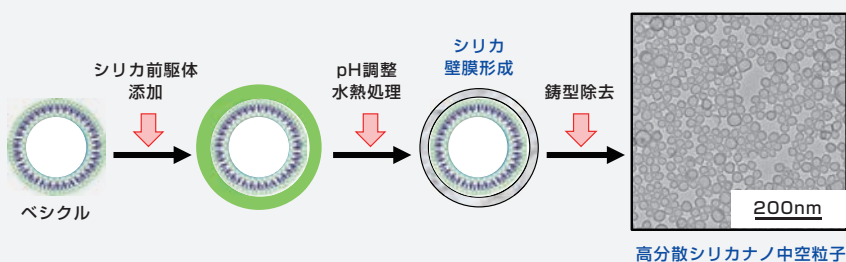 シリカ前駆体
添加
pH調整
水熱処理
シリカ
壁膜形成
鋳型除去
ベシクル
200nm
高分散シリカナノ中空粒子